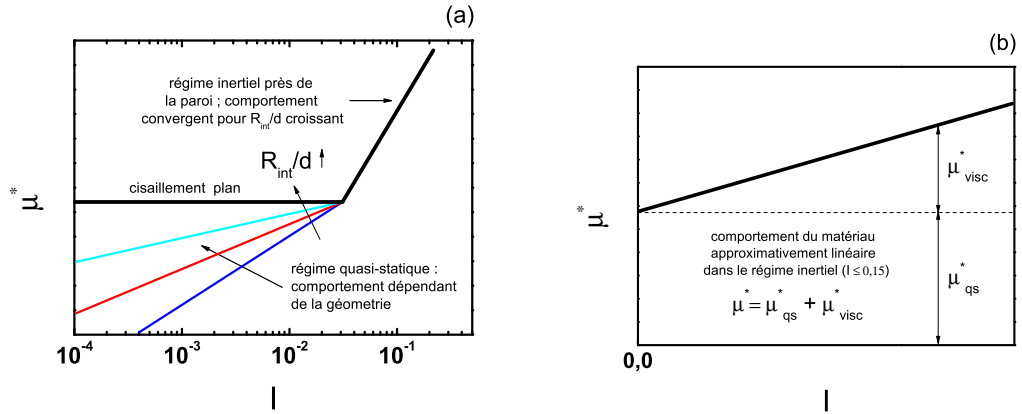 (a)
régime inertiel près de
la paroi ; comportement
convergent pour R_int/d croissant
R_int/d
cisaillement plan
régime quasi-statique :
comportement dépendant
de la géometrie
μ*
10^-4 10^-3 10^-2 10^-1
I
(b)
μ*_visc
comportement du matériau
approximativement linéaire
dans le régime inertiel (I ≤ 0,15)
μ* = μ*_qs + μ*_visc
μ*_qs
μ*
0,0
I